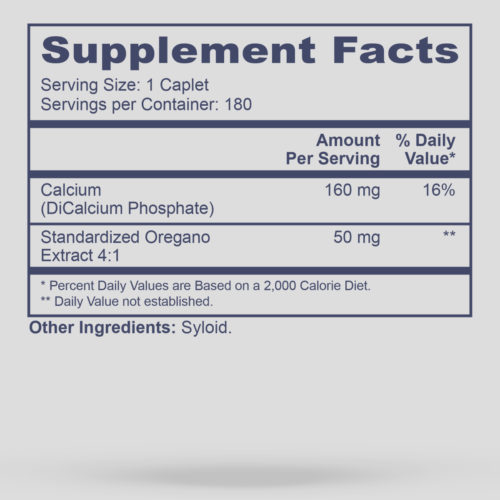 Supplement Facts
Serving Size: 1 Caplet
Servings per Container: 180
Amount % Daily
Per Serving Value*
Calcium 160 mg 16%
(DiCalcium Phosphate)
Standardized Oregano 50 mg **
Extract 4:1
* Percent Daily Values are Based on a 2,000 Calorie Diet.
** Daily Value not established.
Other Ingredients: Syloid.